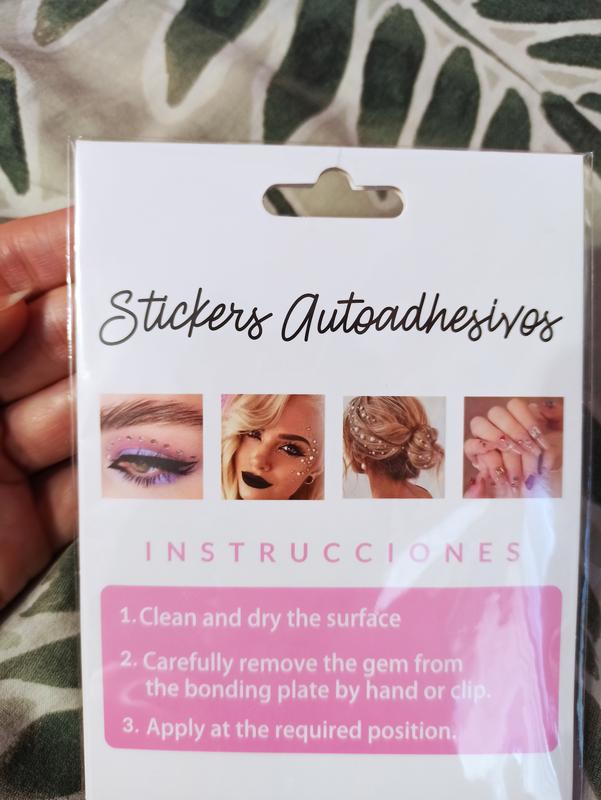 Stickers Autoadhesivos
INSTRUCCIONES
1. Clean and dry the surface
2. Carefully remove the gem from
the bonding plate by hand or clip.
3. Apply at the required position.